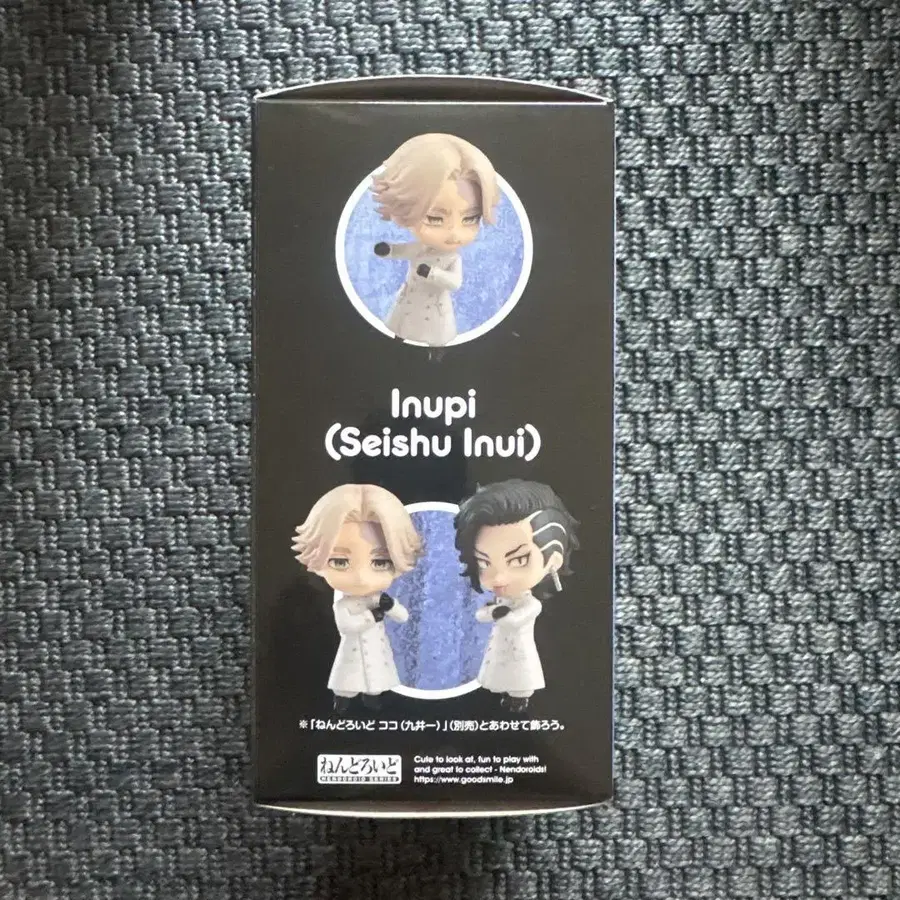 Inupi
(Seishu Inui)
※「ねんどろいど ココ(九井一)」(別売)とあわせて飾ろう。
ねんどろいど
NENDOROID SERIES
Cute to look at, fun to play with
and great to collect - Nendoroids!
https://www.goodsmile.jp